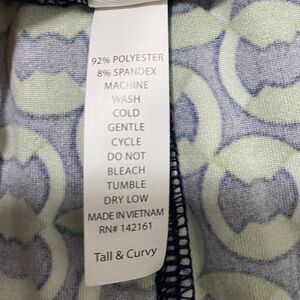 92% POLYESTER
8% SPANDEX
MACHINE
WASH
COLD
GENTLE
CYCLE
DO NOT
BLEACH
TUMBLE
DRY LOW
MADE IN VIETNAM
RN# 142161
Tall & Curvy